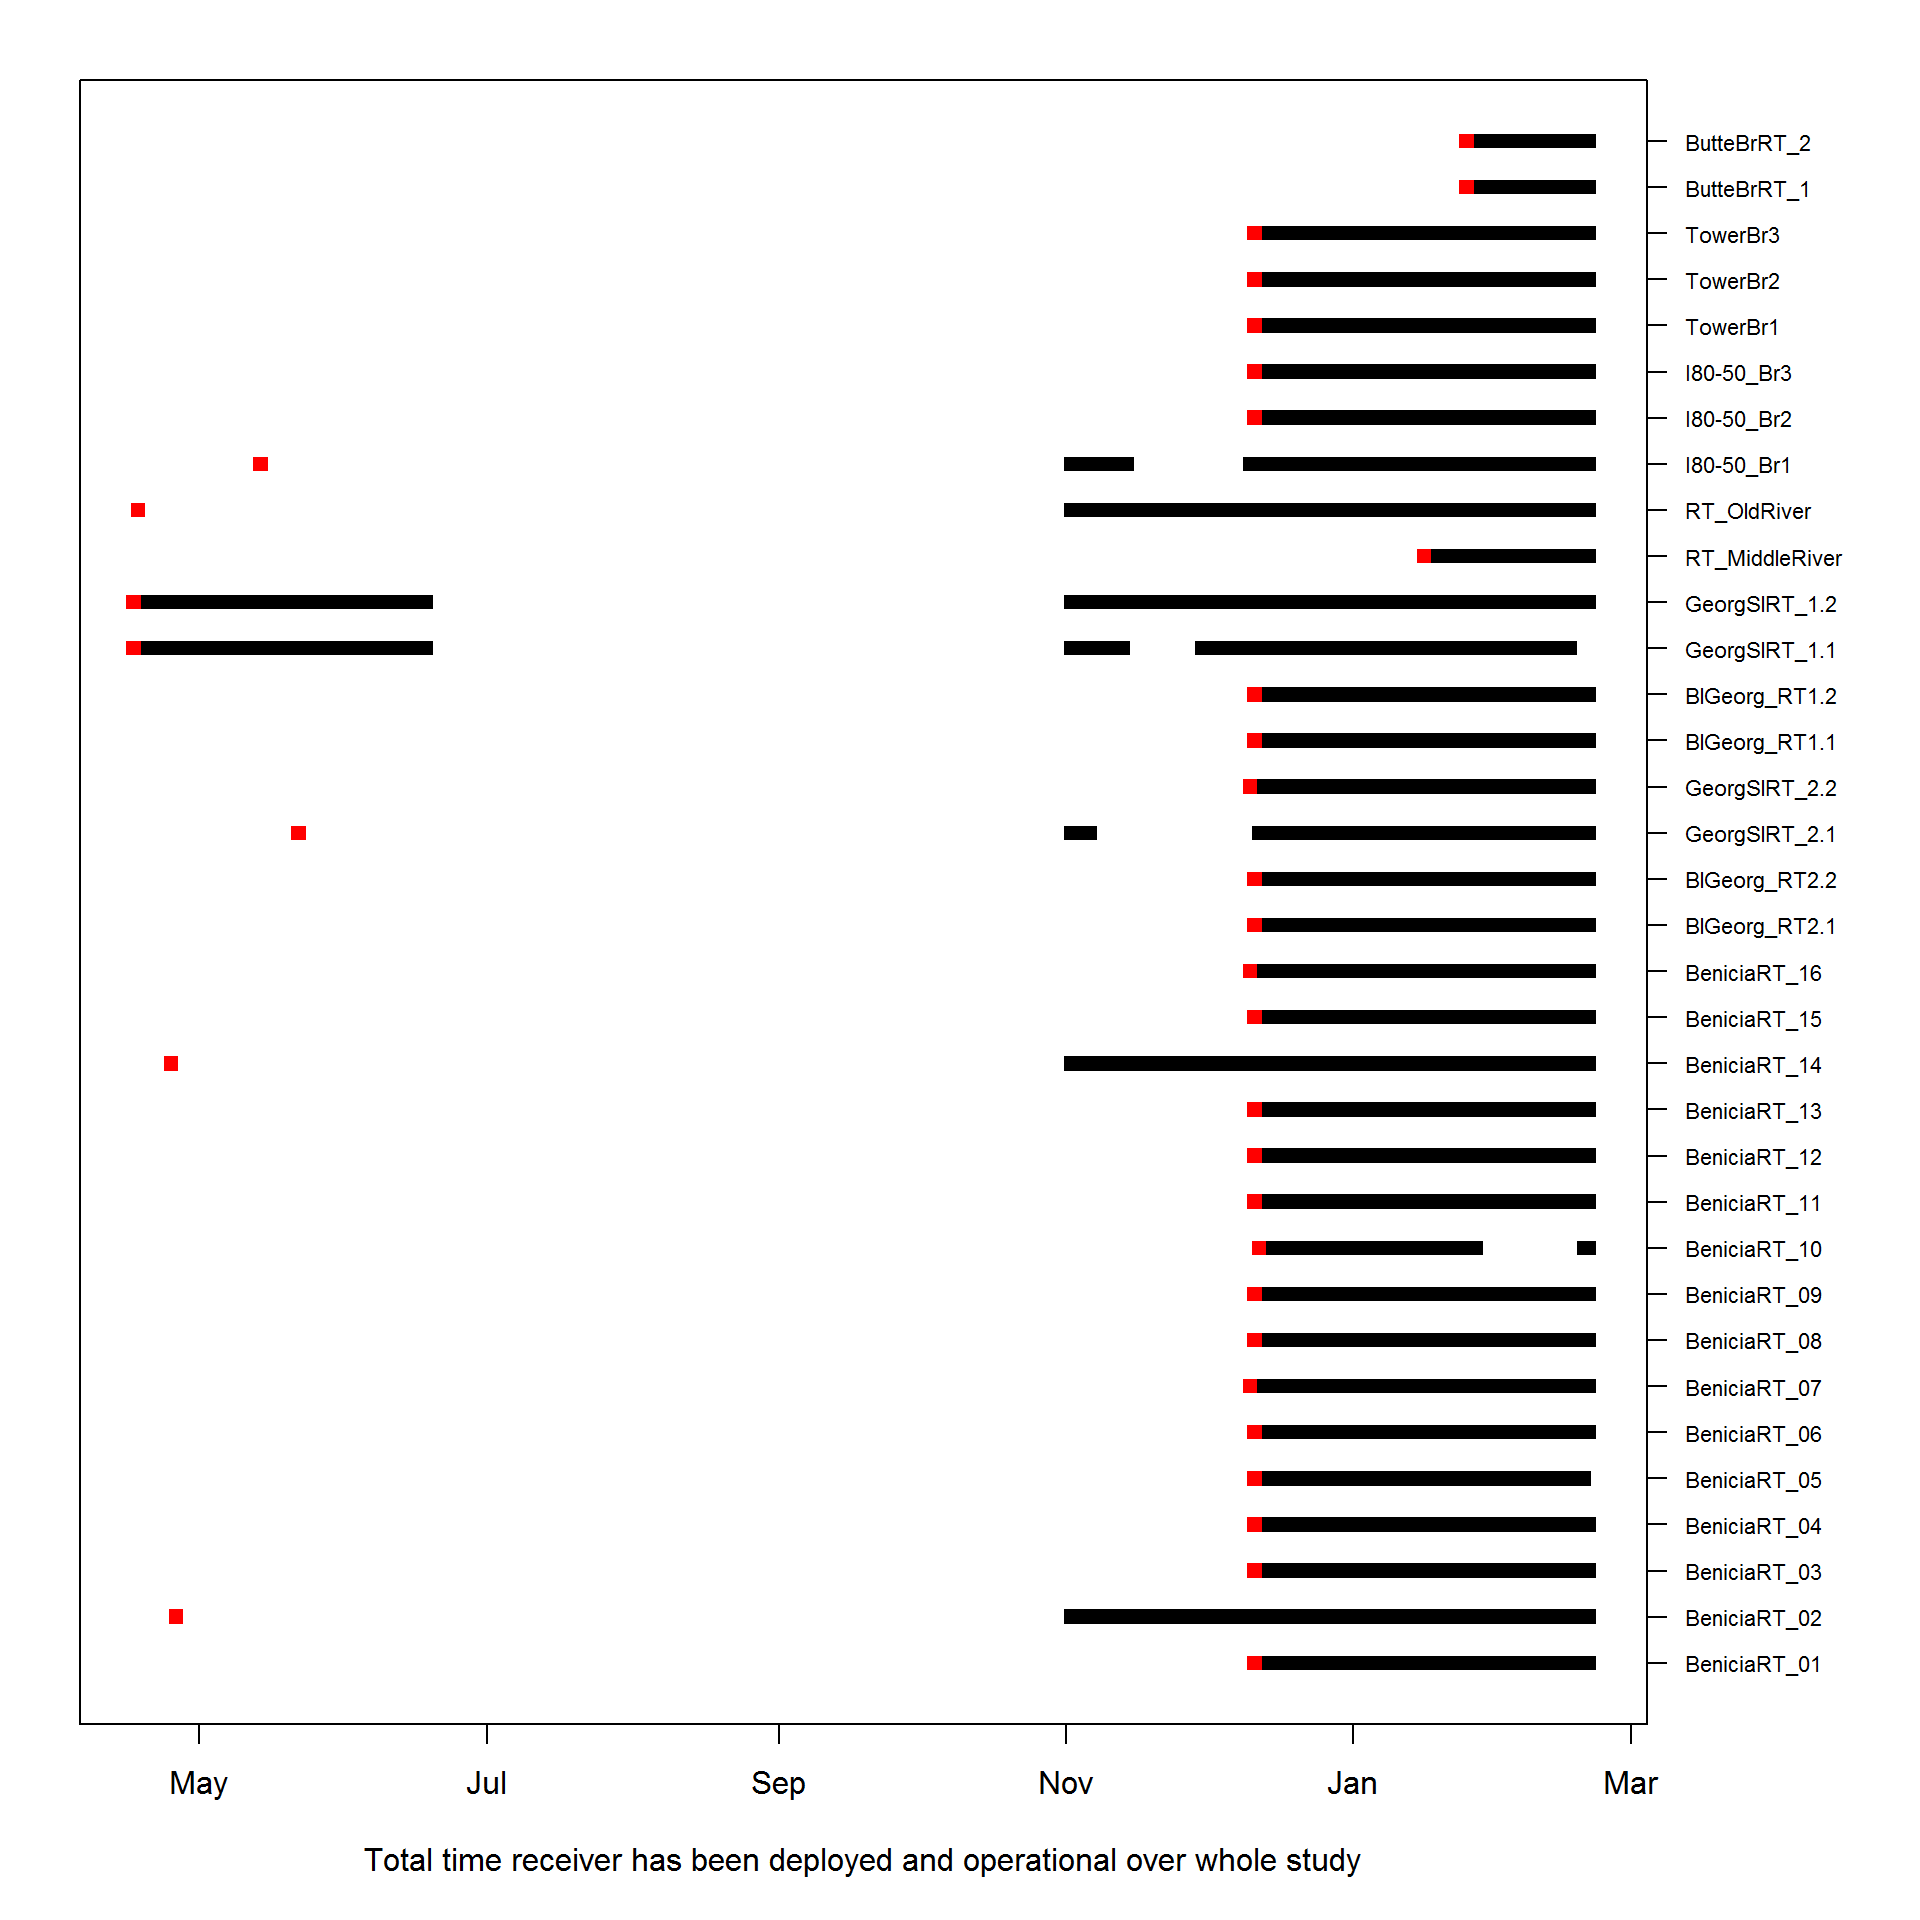 ButteBrRT_2
ButteBrRT_1
TowerBr3
TowerBr2
TowerBr1
I80-50_Br3
I80-50_Br2
I80-50_Br1
RT_OldRiver
RT_MiddleRiver
GeorgSlRT_1.2
GeorgSlRT_1.1
BlGeorg_RT1.2
BlGeorg_RT1.1
GeorgSlRT_2.2
GeorgSlRT_2.1
BlGeorg_RT2.2
BlGeorg_RT2.1
BeniciaRT_16
BeniciaRT_15
BeniciaRT_14
BeniciaRT_13
BeniciaRT_12
BeniciaRT_11
BeniciaRT_10
BeniciaRT_09
BeniciaRT_08
BeniciaRT_07
BeniciaRT_06
BeniciaRT_05
BeniciaRT_04
BeniciaRT_03
BeniciaRT_02
BeniciaRT_01
May Jul Sep Nov Jan Mar
Total time receiver has been deployed and operational over whole study